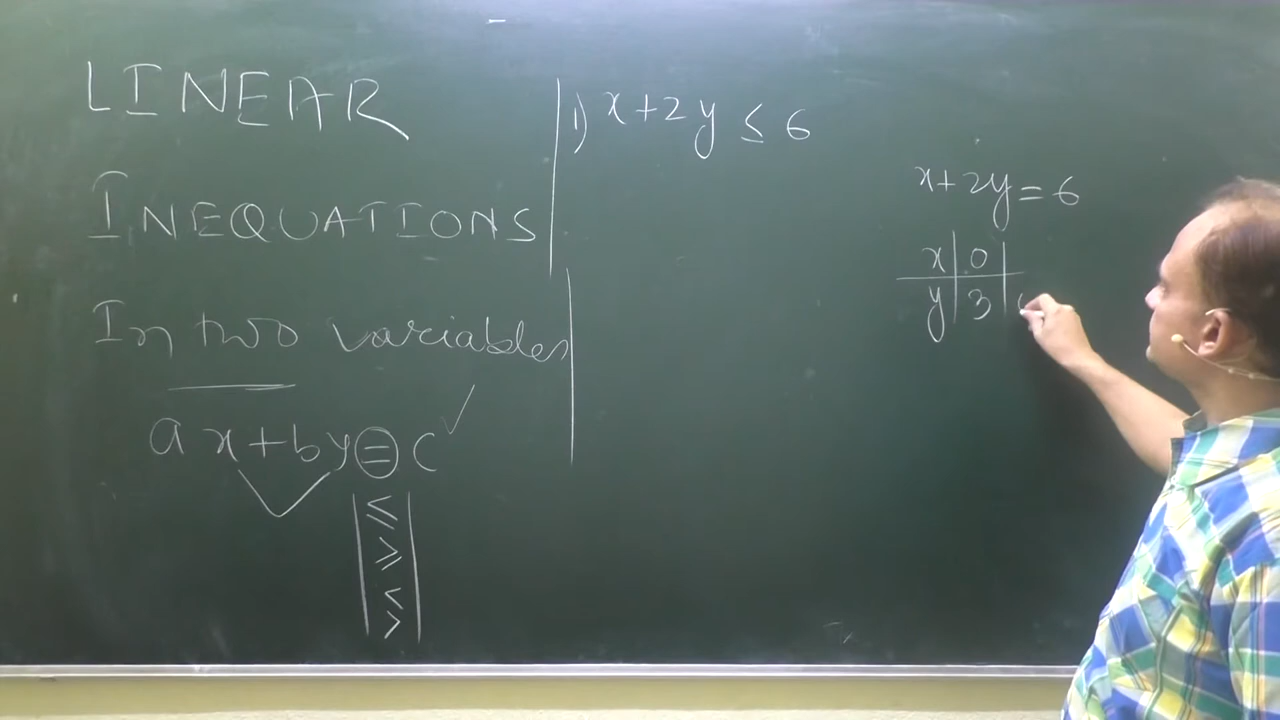 LINEAR
INEQUATIONS
In two variables
ax+by=c ✓
≤
≥
<
>
1) x+2y ≤ 6
x+2y=6
x | 0 |
y | 3 |